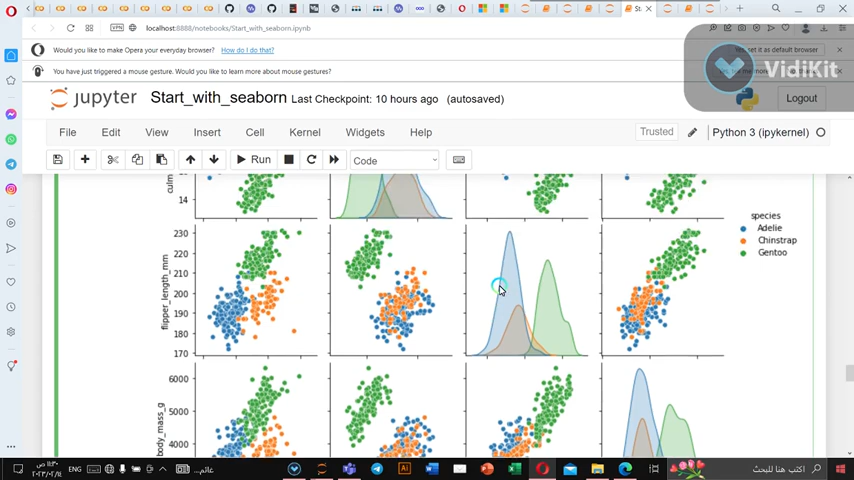 St
localhost:8888/notebooks/Start_with_seaborn.ipynb
VPN
Would you like to make Opera your everyday browser? How do I do that?
set it as default browser
You have just triggered a mouse gesture. Would you like to learn more about mouse gestures?
VidiKit
jupyter Start_with_seaborn Last Checkpoint: 10 hours ago (autosaved)
Logout
File Edit View Insert Cell Kernel Widgets Help
Trusted
Python 3 (ipykernel)
Run
Code
culm
14
species
Adelie
Chinstrap
Gentoo
flipper_length_mm
230
220
210
200
190
180
170
body_mass_g
6000
5000
4000
ENG
عالم...
اكتب هنا للبحث